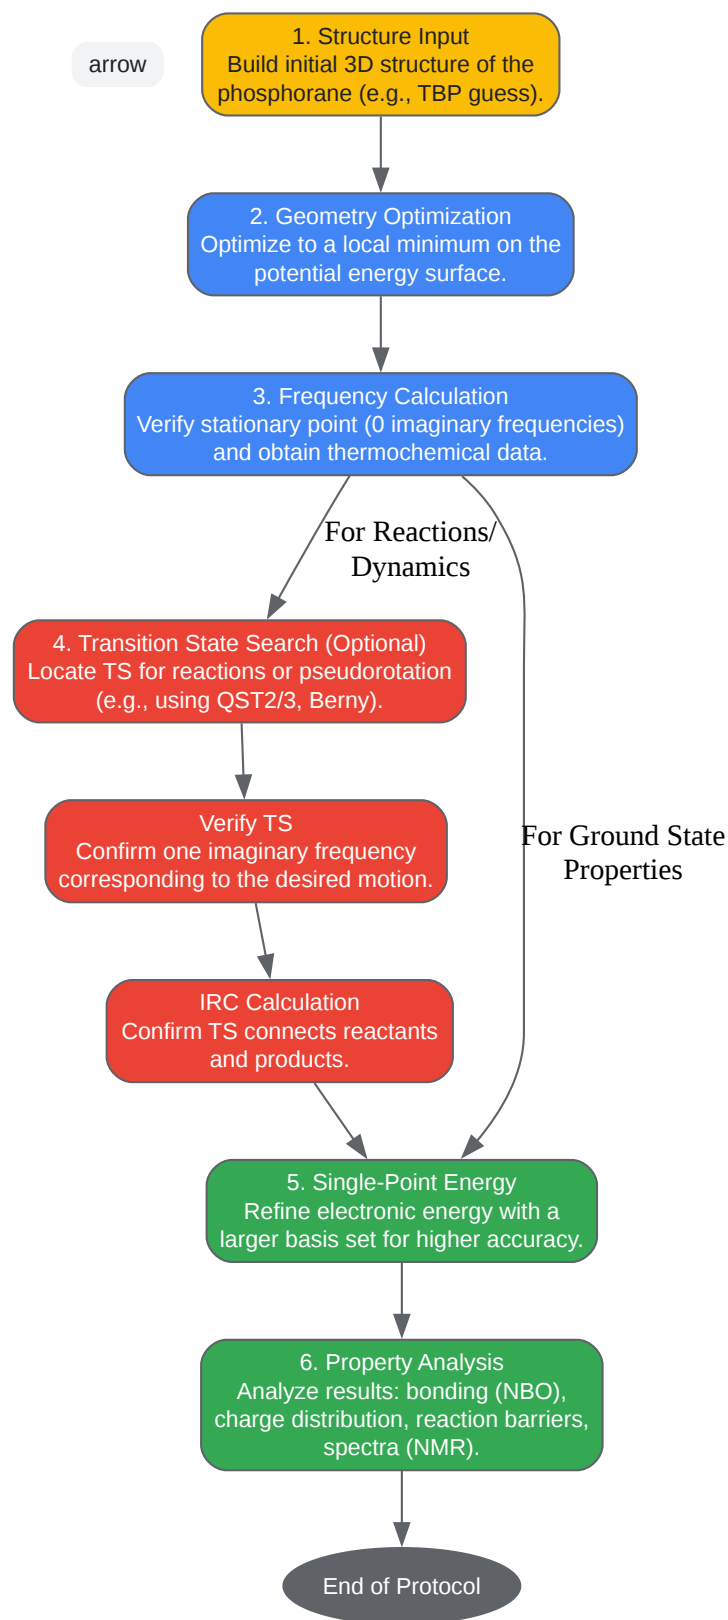 arrow
1. Structure Input
Build initial 3D structure of the
phosphorane (e.g., TBP guess).
2. Geometry Optimization
Optimize to a local minimum on the
potential energy surface.
3. Frequency Calculation
Verify stationary point (0 imaginary frequencies)
and obtain thermochemical data.
For Reactions/
Dynamics
4. Transition State Search (Optional)
Locate TS for reactions or pseudorotation
(e.g., using QST2/3, Berny).
Verify TS
Confirm one imaginary frequency
corresponding to the desired motion.
For Ground State
Properties
IRC Calculation
Confirm TS connects reactants
and products.
5. Single-Point Energy
Refine electronic energy with a
larger basis set for higher accuracy.
6. Property Analysis
Analyze results: bonding (NBO),
charge distribution, reaction barriers,
spectra (NMR).
End of Protocol